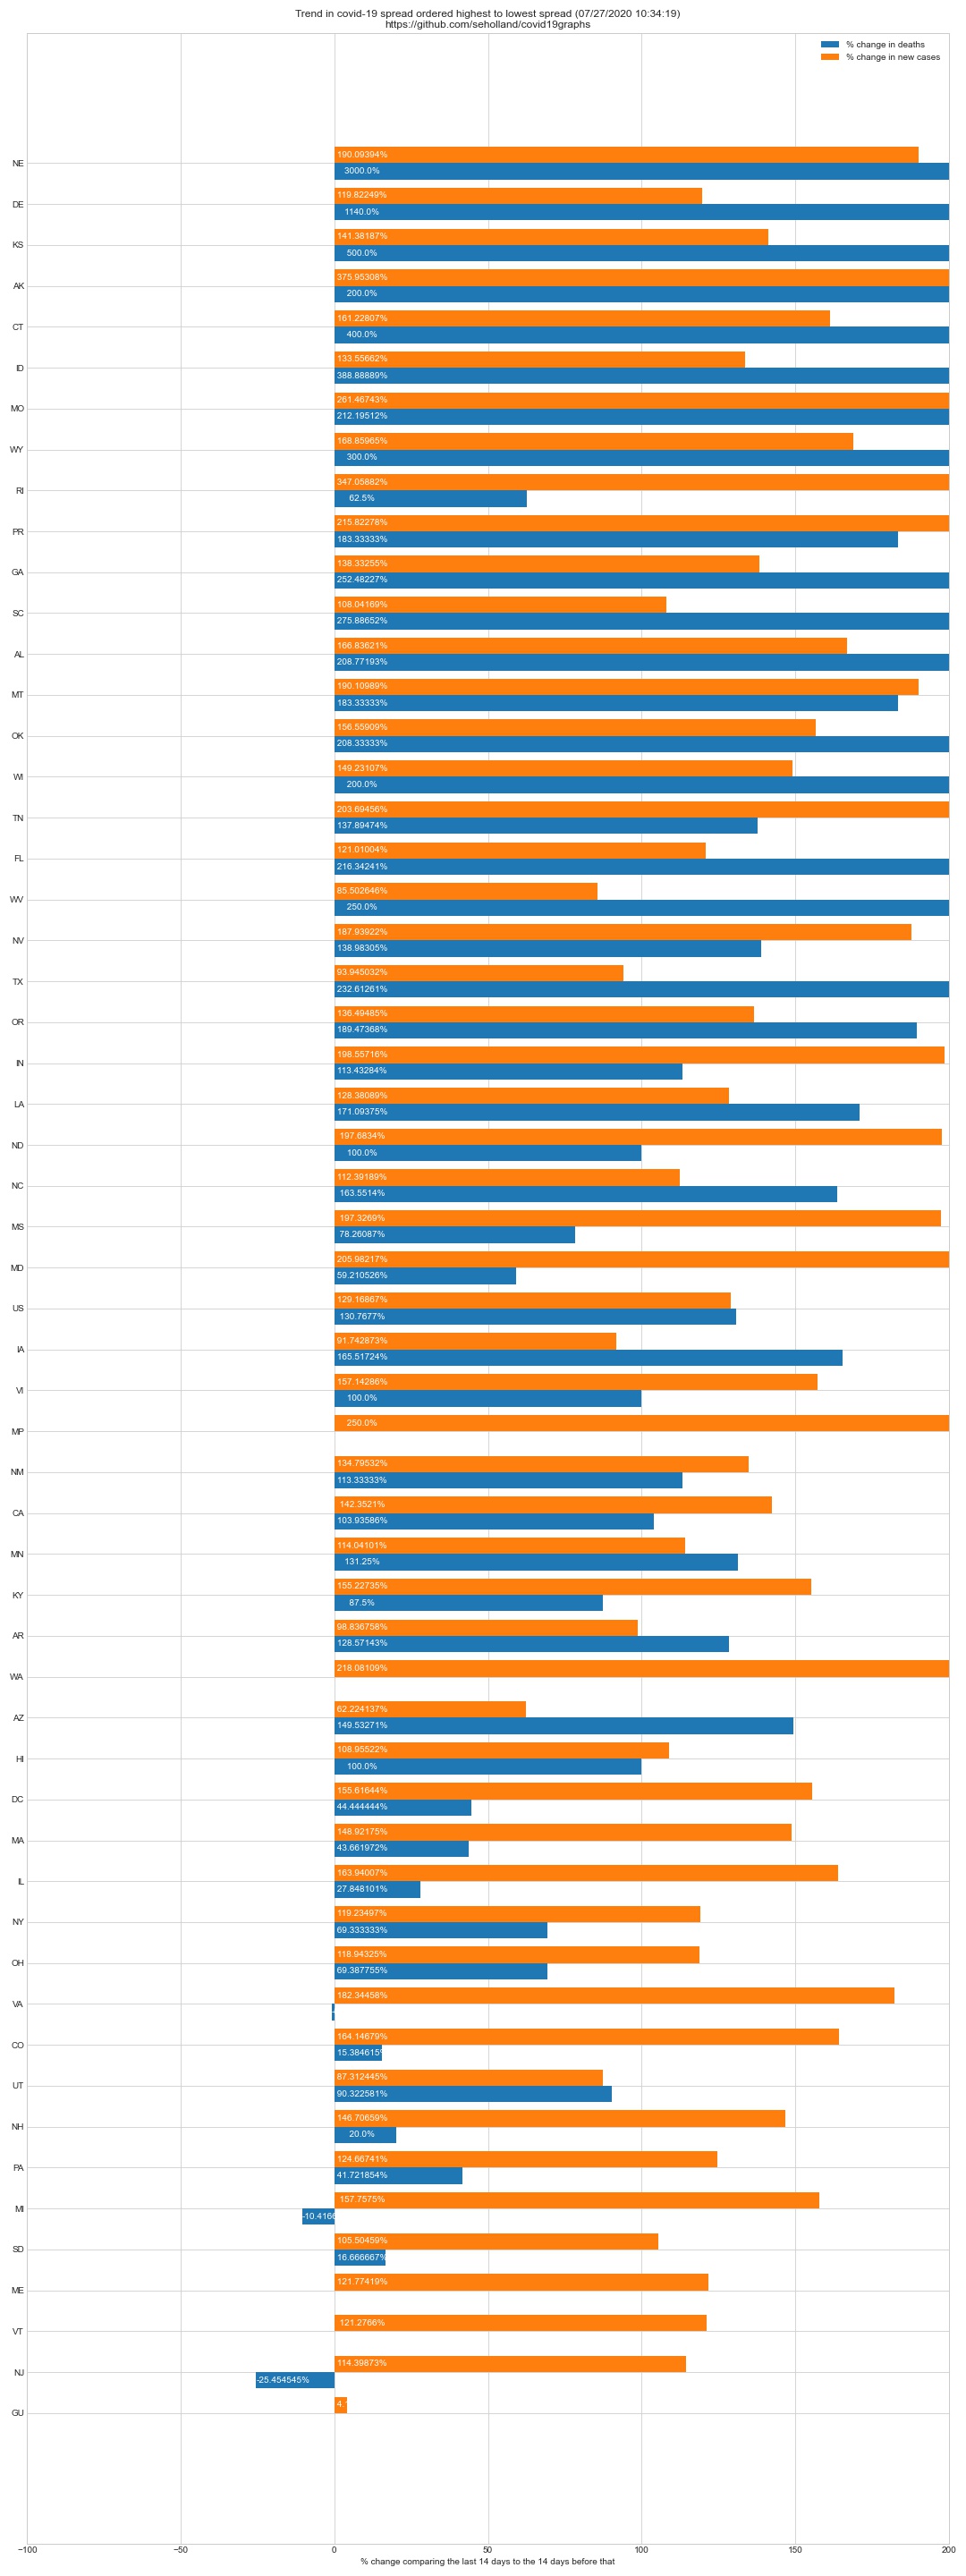 Trend in covid-19 spread ordered highest to lowest spread (07/27/2020 10:34:19)
https://github.com/seholland/covid19graphs
% change in deaths
% change in new cases
190.09394%
NE
3000.0%
119.82249%
DE
1140.0%
141.38187%
KS
500.0%
375.95308%
AK
200.0%
161.22807%
CT
400.0%
133.55662%
ID
388.88889%
261.46743%
MO
212.19512%
168.85965%
WY
300.0%
347.05882%
RI
62.5%
215.82278%
PR
183.33333%
138.33255%
GA
252.48227%
108.04169%
SC
275.88652%
166.83621%
AL
208.77193%
190.10989%
MT
183.33333%
156.55909%
OK
208.33333%
149.23107%
WI
200.0%
203.69456%
TN
137.89474%
121.01004%
FL
216.34241%
85.502646%
WV
250.0%
187.93922%
NV
138.98305%
93.945032%
TX
232.61261%
136.49485%
OR
189.47368%
198.55716%
IN
113.43284%
128.38089%
LA
171.09375%
197.6834%
ND
100.0%
112.39189%
NC
163.5514%
197.3269%
MS
78.26087%
205.98217%
MD
59.210526%
129.16867%
US
130.7677%
91.742873%
IA
165.51724%
157.14286%
VI
100.0%
250.0%
MP
134.79532%
NM
113.33333%
142.3521%
CA
103.93586%
114.04101%
MN
131.25%
155.22735%
KY
87.5%
98.836758%
AR
128.57143%
218.08109%
WA
62.224137%
AZ
149.53271%
108.95522%
HI
100.0%
155.61644%
DC
44.444444%
148.92175%
MA
43.661972%
163.94007%
IL
27.848101%
119.23497%
NY
69.333333%
118.94325%
OH
69.387755%
182.34458%
VA
164.14679%
CO
15.384615%
87.312445%
UT
90.322581%
146.70659%
NH
20.0%
124.66741%
PA
41.721854%
157.7575%
MI
-10.4166
105.50459%
SD
16.666667%
121.77419%
ME
121.2766%
VT
114.39873%
NJ
-25.454545%
4.
GU
−100 −50 0 50 100 150 200
% change comparing the last 14 days to the 14 days before that